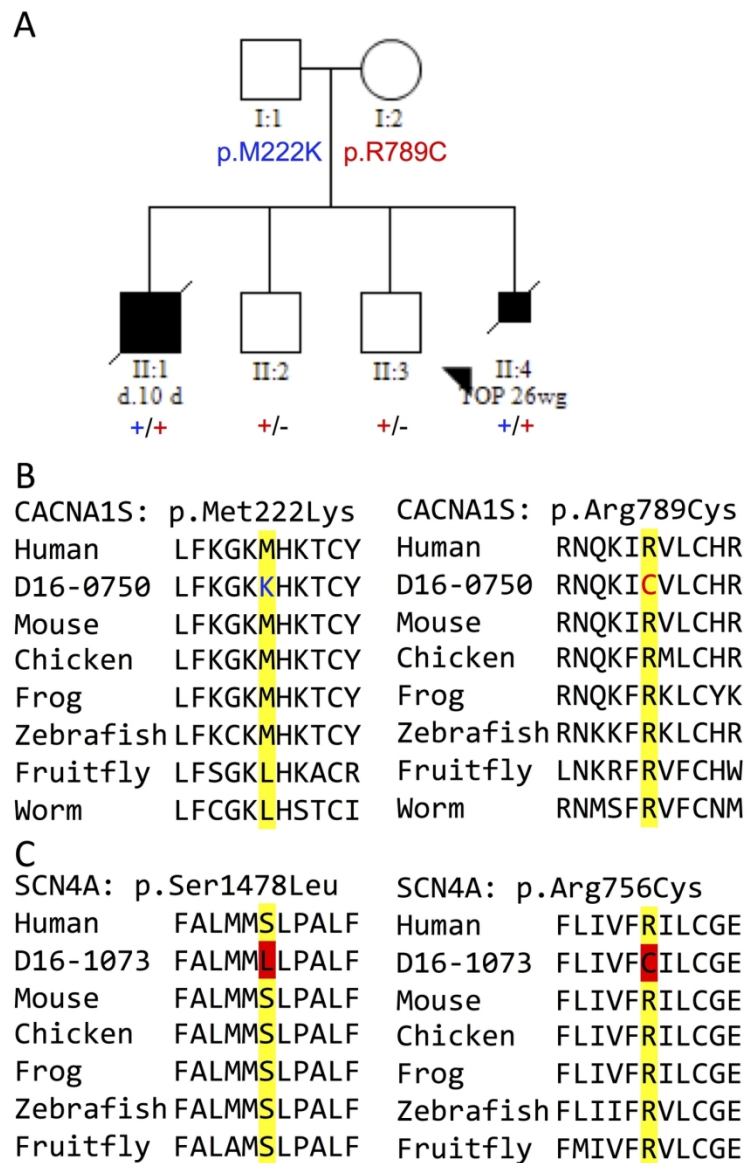 A
I:1 I:2
p.M222K p.R789C
II:1 II:2 II:3 II:4
d.10 d TOP 26wg
+/+ +/- +/- +/+
B
CACNA1S: p.Met222Lys
Human LFKGKMHKTCY
D16-0750 LFKGKKHKTCY
Mouse LFKGKMHKTCY
Chicken LFKGKMHKTCY
Frog LFKGKMHKTCY
Zebrafish LFKCKMHKTCY
Fruitfly LFSGKLHKACR
Worm LFCGKLHSTCI
CACNA1S: p.Arg789Cys
Human RNQKIRVLCHR
D16-0750 RNQKICVLCHR
Mouse RNQKIRVLCHR
Chicken RNQKFRMLCHR
Frog RNQKFRKLCYK
Zebrafish RNKKFRKLCHR
Fruitfly LNKRFRVFCHW
Worm RNMSFRVFCNM
C
SCN4A: p.Ser1478Leu
Human FALMMSLPALF
D16-1073 FALMMLLPALF
Mouse FALMMSLPALF
Chicken FALMMSLPALF
Frog FALMMSLPALF
Zebrafish FALMMSLPALF
Fruitfly FALAMSLPALF
SCN4A: p.Arg756Cys
Human FLIVFRILCGE
D16-1073 FLIVFCILCGE
Mouse FLIVFRILCGE
Chicken FLIVFRILCGE
Frog FLIVFRILCGE
Zebrafish FLIIFRVLCGE
Fruitfly FMIVFRVLCGE